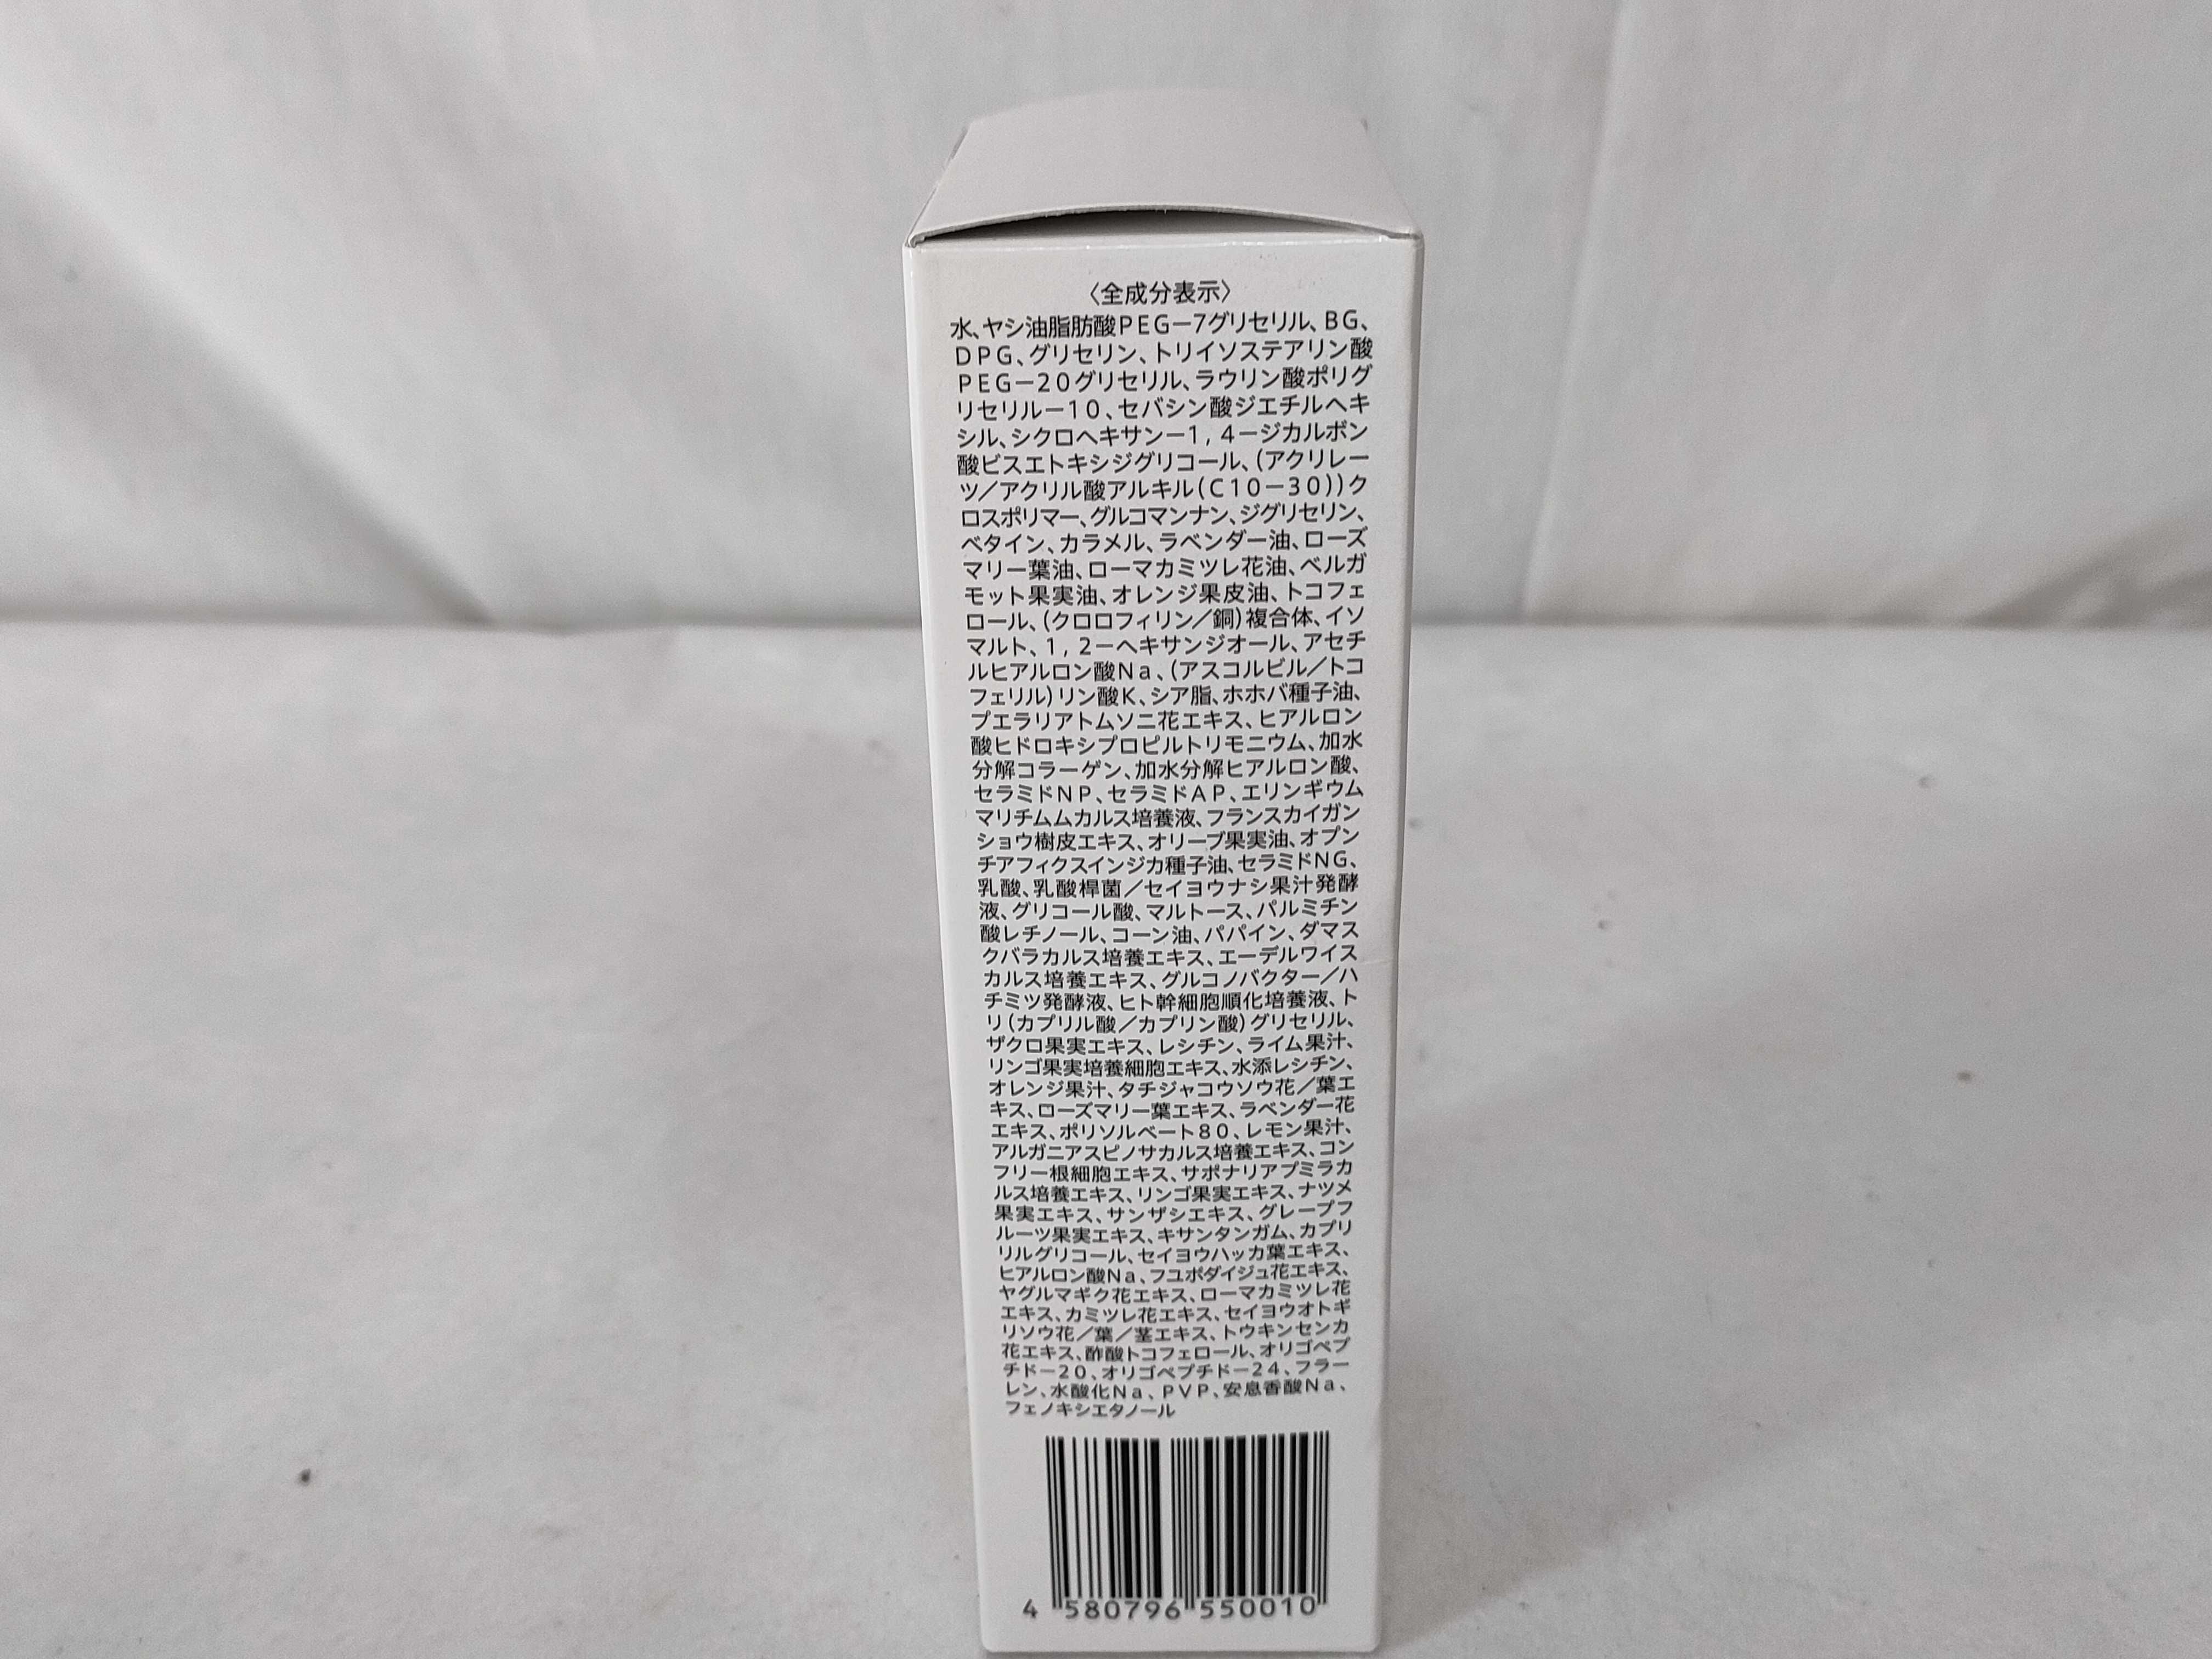 〈全成分表示〉
水、ヤシ油脂肪酸PEG－7グリセリル、BG、
DPG、グリセリン、トリイソステアリン酸
PEG－20グリセリル、ラウリン酸ポリグ
リセリル－10、セバシン酸ジエチルヘキ
シル、シクロヘキサン－1，4－ジカルボン
酸ビスエトキシジグリコール、（アクリレー
ツ／アクリル酸アルキル（C10－30））ク
ロスポリマー、グルコマンナン、ジグリセリン、
ベタイン、カラメル、ラベンダー油、ローズ
マリー葉油、ローマカミツレ花油、ベルガ
モット果実油、オレンジ果皮油、トコフェ
ロール、（クロロフィリン／銅）複合体、イソ
マルト、1，2－ヘキサンジオール、アセチ
ルヒアルロン酸Na、（アスコルビル／トコ
フェリル）リン酸K、シア脂、ホホバ種子油、
プエラリアトムソニ花エキス、ヒアルロン
酸ヒドロキシプロピルトリモニウム、加水
分解コラーゲン、加水分解ヒアルロン酸、
セラミドNP、セラミドAP、エリンギウム
マリチムムカルス培養液、フランスカイガン
ショウ樹皮エキス、オリーブ果実油、オプン
チアフィクスインジカ種子油、セラミドNG、
乳酸、乳酸桿菌／セイヨウナシ果汁発酵
液、グリコール酸、マルトース、パルミチン
酸レチノール、コーン油、パパイン、ダマス
クバラカルス培養エキス、エーデルワイス
カルス培養エキス、グルコノバクター／ハ
チミツ発酵液、ヒト幹細胞順化培養液、ト
リ（カプリル酸／カプリン酸）グリセリル、
ザクロ果実エキス、レシチン、ライム果汁、
リンゴ果実培養細胞エキス、水添レシチン、
オレンジ果汁、タチジャコウソウ花／葉エ
キス、ローズマリー葉エキス、ラベンダー花
エキス、ポリソルベート80、レモン果汁、
アルガニアスピノサカルス培養エキス、コン
フリー根細胞エキス、サポナリアプミラカ
ルス培養エキス、リンゴ果実エキス、ナツメ
果実エキス、サンザシエキス、グレープフ
ルーツ果実エキス、キサンタンガム、カプリ
リルグリコール、セイヨウハッカ葉エキス、
ヒアルロン酸Na、フユボダイジュ花エキス、
ヤグルマギク花エキス、ローマカミツレ花
エキス、カミツレ花エキス、セイヨウオトギ
リソウ花／葉／茎エキス、トウキンセンカ
花エキス、酢酸トコフェロール、オリゴペプ
チド－20、オリゴペプチド－24、フラー
レン、水酸化Na、PVP、安息香酸Na、
フェノキシエタノール
4 580796 550010